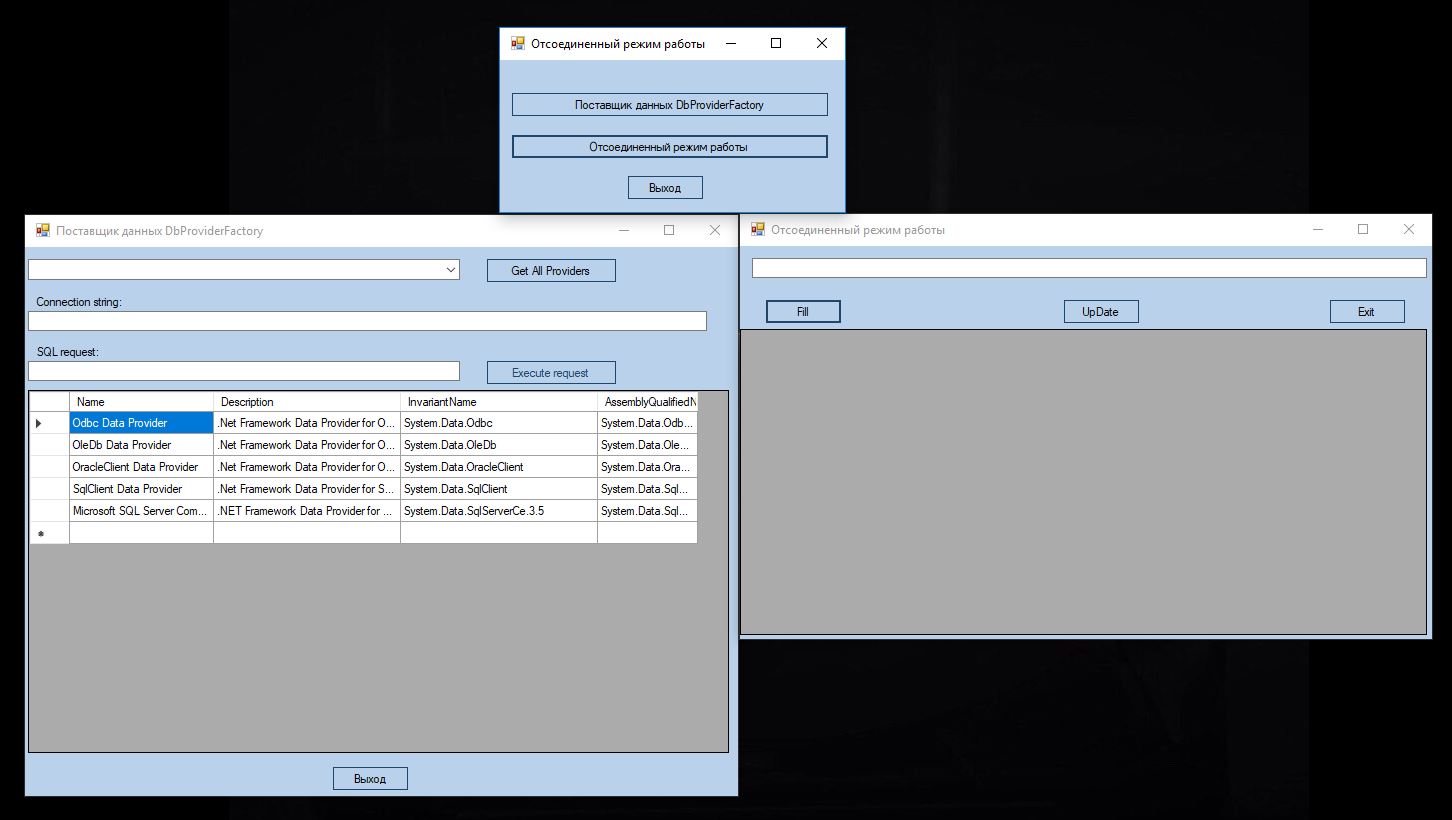 Отсоединенный режим работы
Поставщик данных DbProviderFactory
Отсоединенный режим работы
Выход
Поставщик данных DbProviderFactory
Get All Providers
Connection string:
SQL request:
Execute request
Name Description InvariantName AssemblyQualifiedN
Odbc Data Provider .Net Framework Data Provider for O... System.Data.Odbc System.Data.Odb...
OleDb Data Provider .Net Framework Data Provider for O... System.Data.OleDb System.Data.Ole...
OracleClient Data Provider .Net Framework Data Provider for O... System.Data.OracleClient System.Data.Ora...
SqlClient Data Provider .Net Framework Data Provider for S... System.Data.SqlClient System.Data.Sql...
Microsoft SQL Server Com... .NET Framework Data Provider for ... System.Data.SqlServerCe.3.5 System.Data.Sql...
Выход
Отсоединенный режим работы
Fill UpDate Exit